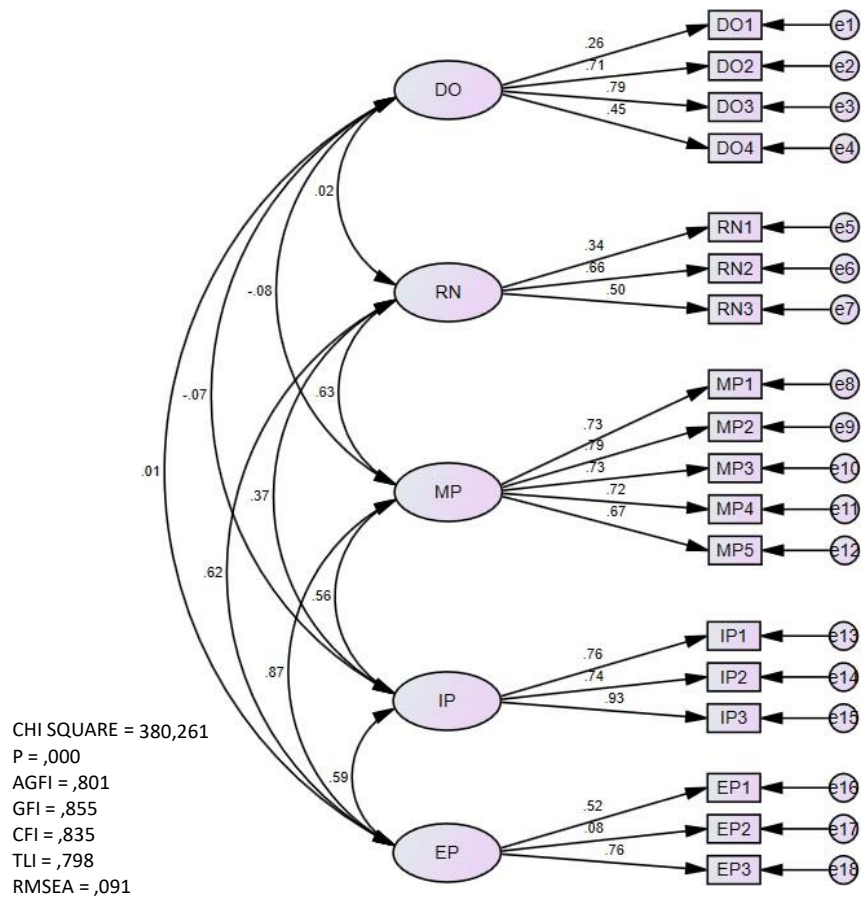 DO1 e1
.26
DO2 e2
.71
DO
DO3 e3
.79
DO4 e4
.45
.02
RN1 e5
.34
RN2 e6
.66
RN
RN3 e7
.50
-.08
.63
-.07
MP1 e8
.73
MP2 e9
.79
MP3 e10
.73
MP
MP4 e11
.72
MP5 e12
.67
.01
.37
.62
.56
.87
IP1 e13
.76
IP2 e14
.74
IP
IP3 e15
.93
.59
EP1 e16
.52
EP2 e17
.08
EP
EP3 e18
.76
CHI SQUARE = 380,261
P = ,000
AGFI = ,801
GFI = ,855
CFI = ,835
TLI = ,798
RMSEA = ,091